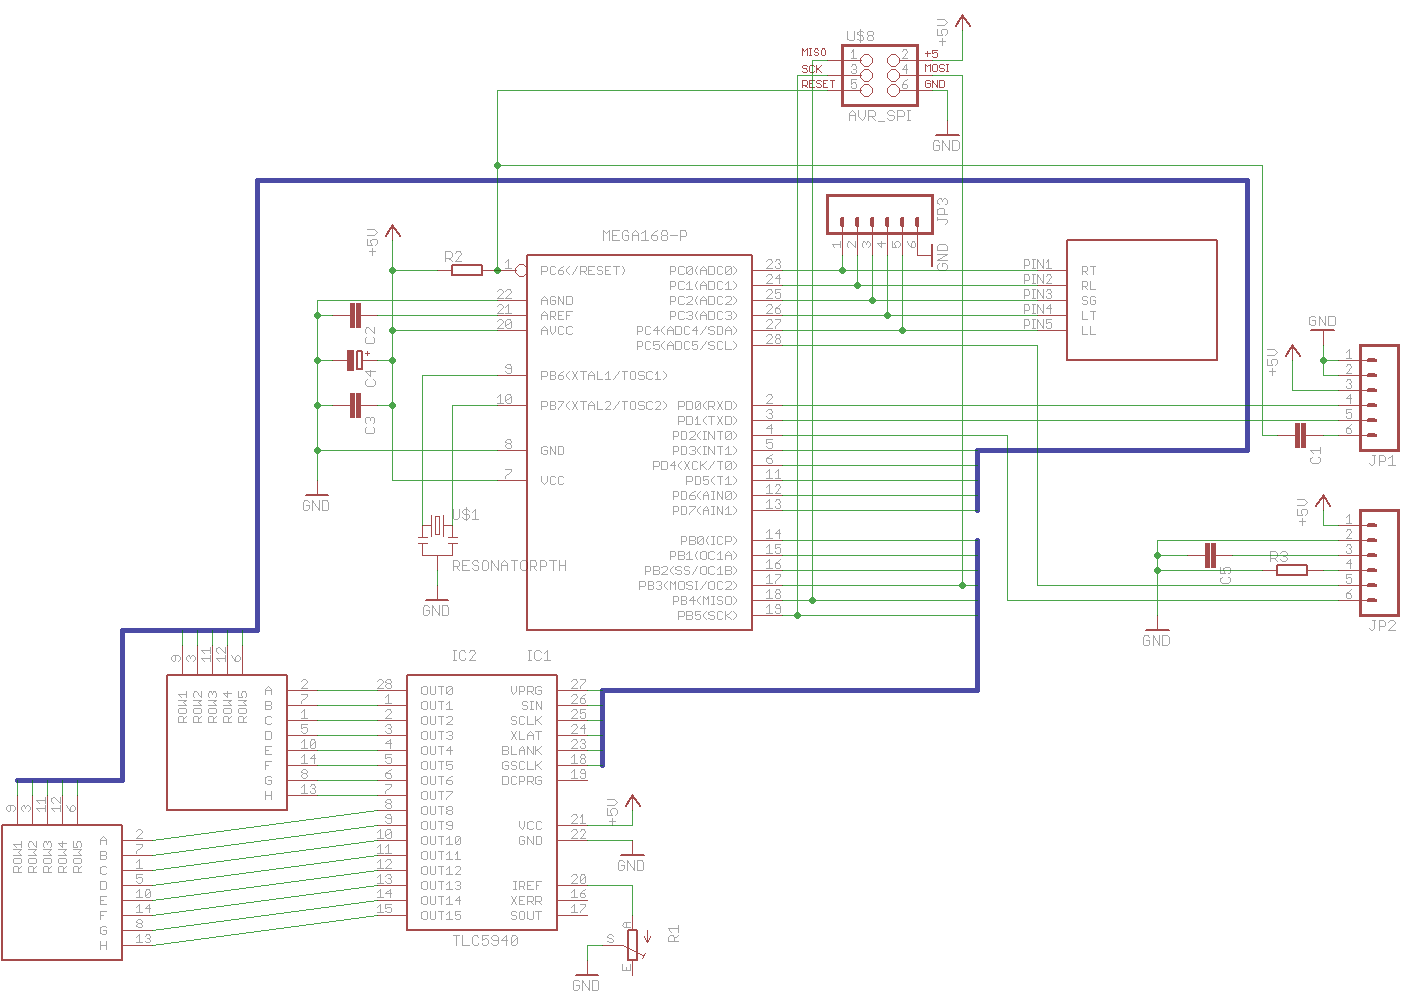 U$8
+5V
MISO 1 2 +5
SCK 3 4 MOSI
RESET 5 6 GND
AVR_SPI
GND
JP3
1 2 3 4 5 6
GND
MEGA168-P
+5V
R2
1 PC6(/RESET)
22 AGND
21 AREF
20 AVCC
9 PB6(XTAL1/TOSC1)
10 PB7(XTAL2/TOSC2)
8 GND
7 VCC
C2
C4
+
C3
GND
U$1
RESONATORPTH
GND
PC0(ADC0) 23
PC1(ADC1) 24
PC2(ADC2) 25
PC3(ADC3) 26
PC4(ADC4/SDA) 27
PC5(ADC5/SCL) 28
PD0(RXD) 2
PD1(TXD) 3
PD2(INT0) 4
PD3(INT1) 5
PD4(XCK/T0) 6
PD5(T1) 11
PD6(AIN0) 12
PD7(AIN1) 13
PB0(ICP) 14
PB1(OC1A) 15
PB2(SS/OC1B) 16
PB3(MOSI/OC2) 17
PB4(MISO) 18
PB5(SCK) 19
PIN1 RT
PIN2 RL
PIN3 SG
PIN4 LT
PIN5 LL
GND
+5V
1
2
3
4
5
6
C1
JP1
+5V
1
2
3
4
5
6
C5
R3
GND
JP2
IC2
IC1
9 3 11 12 6
ROW1 ROW2 ROW3 ROW4 ROW5
A 2
B 7
C 1
D 5
E 10
F 14
G 8
H 13
9 3 11 12 6
ROW1 ROW2 ROW3 ROW4 ROW5
A 2
B 7
C 1
D 5
E 10
F 14
G 8
H 13
28 OUT0
1 OUT1
2 OUT2
3 OUT3
4 OUT4
5 OUT5
6 OUT6
7 OUT7
8 OUT8
9 OUT9
10 OUT10
11 OUT11
12 OUT12
13 OUT13
14 OUT14
15 OUT15
VPRG 27
SIN 26
SCLK 25
XLAT 24
BLANK 23
GSCLK 18
DCPRG 19
VCC 21
GND 22
IREF 20
XERR 16
SOUT 17
TLC5940
+5V
GND
A
S
E
R1
GND